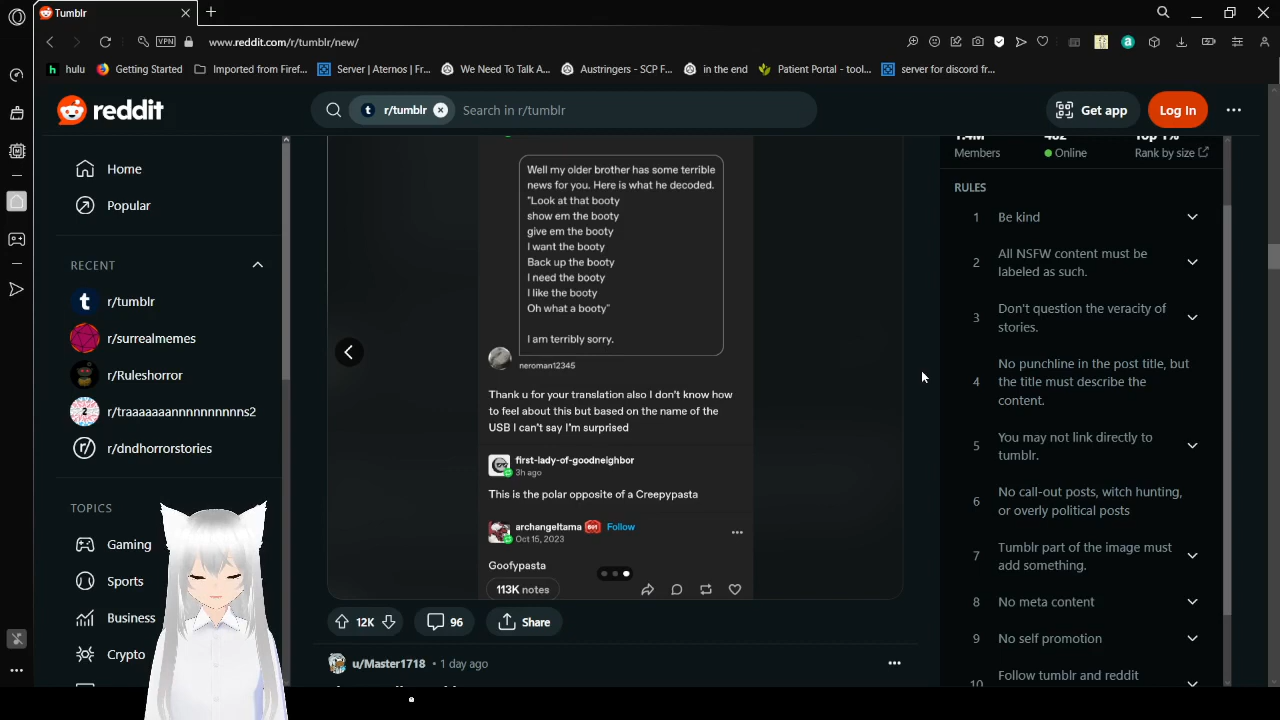 Tumblr
VPN
www.reddit.com/r/tumblr/new/
hulu
Getting Started
Imported from Firef...
Server | Aternos | Fr...
We Need To Talk A...
Austringers - SCP F...
in the end
Patient Portal - tool...
server for discord fr...
reddit
r/tumblr
Search in r/tumblr
Get app
Log In
Home
Popular
RECENT
r/tumblr
r/surrealmemes
r/Ruleshorror
r/traaaaaaannnnnnnnnns2
r/dndhorrorstories
TOPICS
Gaming
Sports
Business
Crypto
Well my older brother has some terrible
news for you. Here is what he decoded.
"Look at that booty
show em the booty
give em the booty
I want the booty
Back up the booty
I need the booty
I like the booty
Oh what a booty"
I am terribly sorry.
neroman12345
Thank u for your translation also I don't know how
to feel about this but based on the name of the
USB I can't say I'm surprised
first-lady-of-goodneighbor
3h ago
This is the polar opposite of a Creepypasta
archangeltama Follow
Oct 15, 2023
Goofypasta
113K notes
12K
96
Share
u/Master1718 • 1 day ago
Members
Online
Top 1%
Rank by size
RULES
1 Be kind
2 All NSFW content must
be labeled as such.
3 Don't question the veracity of
stories.
4 No punchline in the post title, but
the title must describe the
content.
5 You may not link directly to
tumblr.
6 No call-out posts, witch hunting,
or overly political posts
7 Tumblr part of the image must
add something.
8 No meta content
9 No self promotion
10 Follow tumblr and reddit